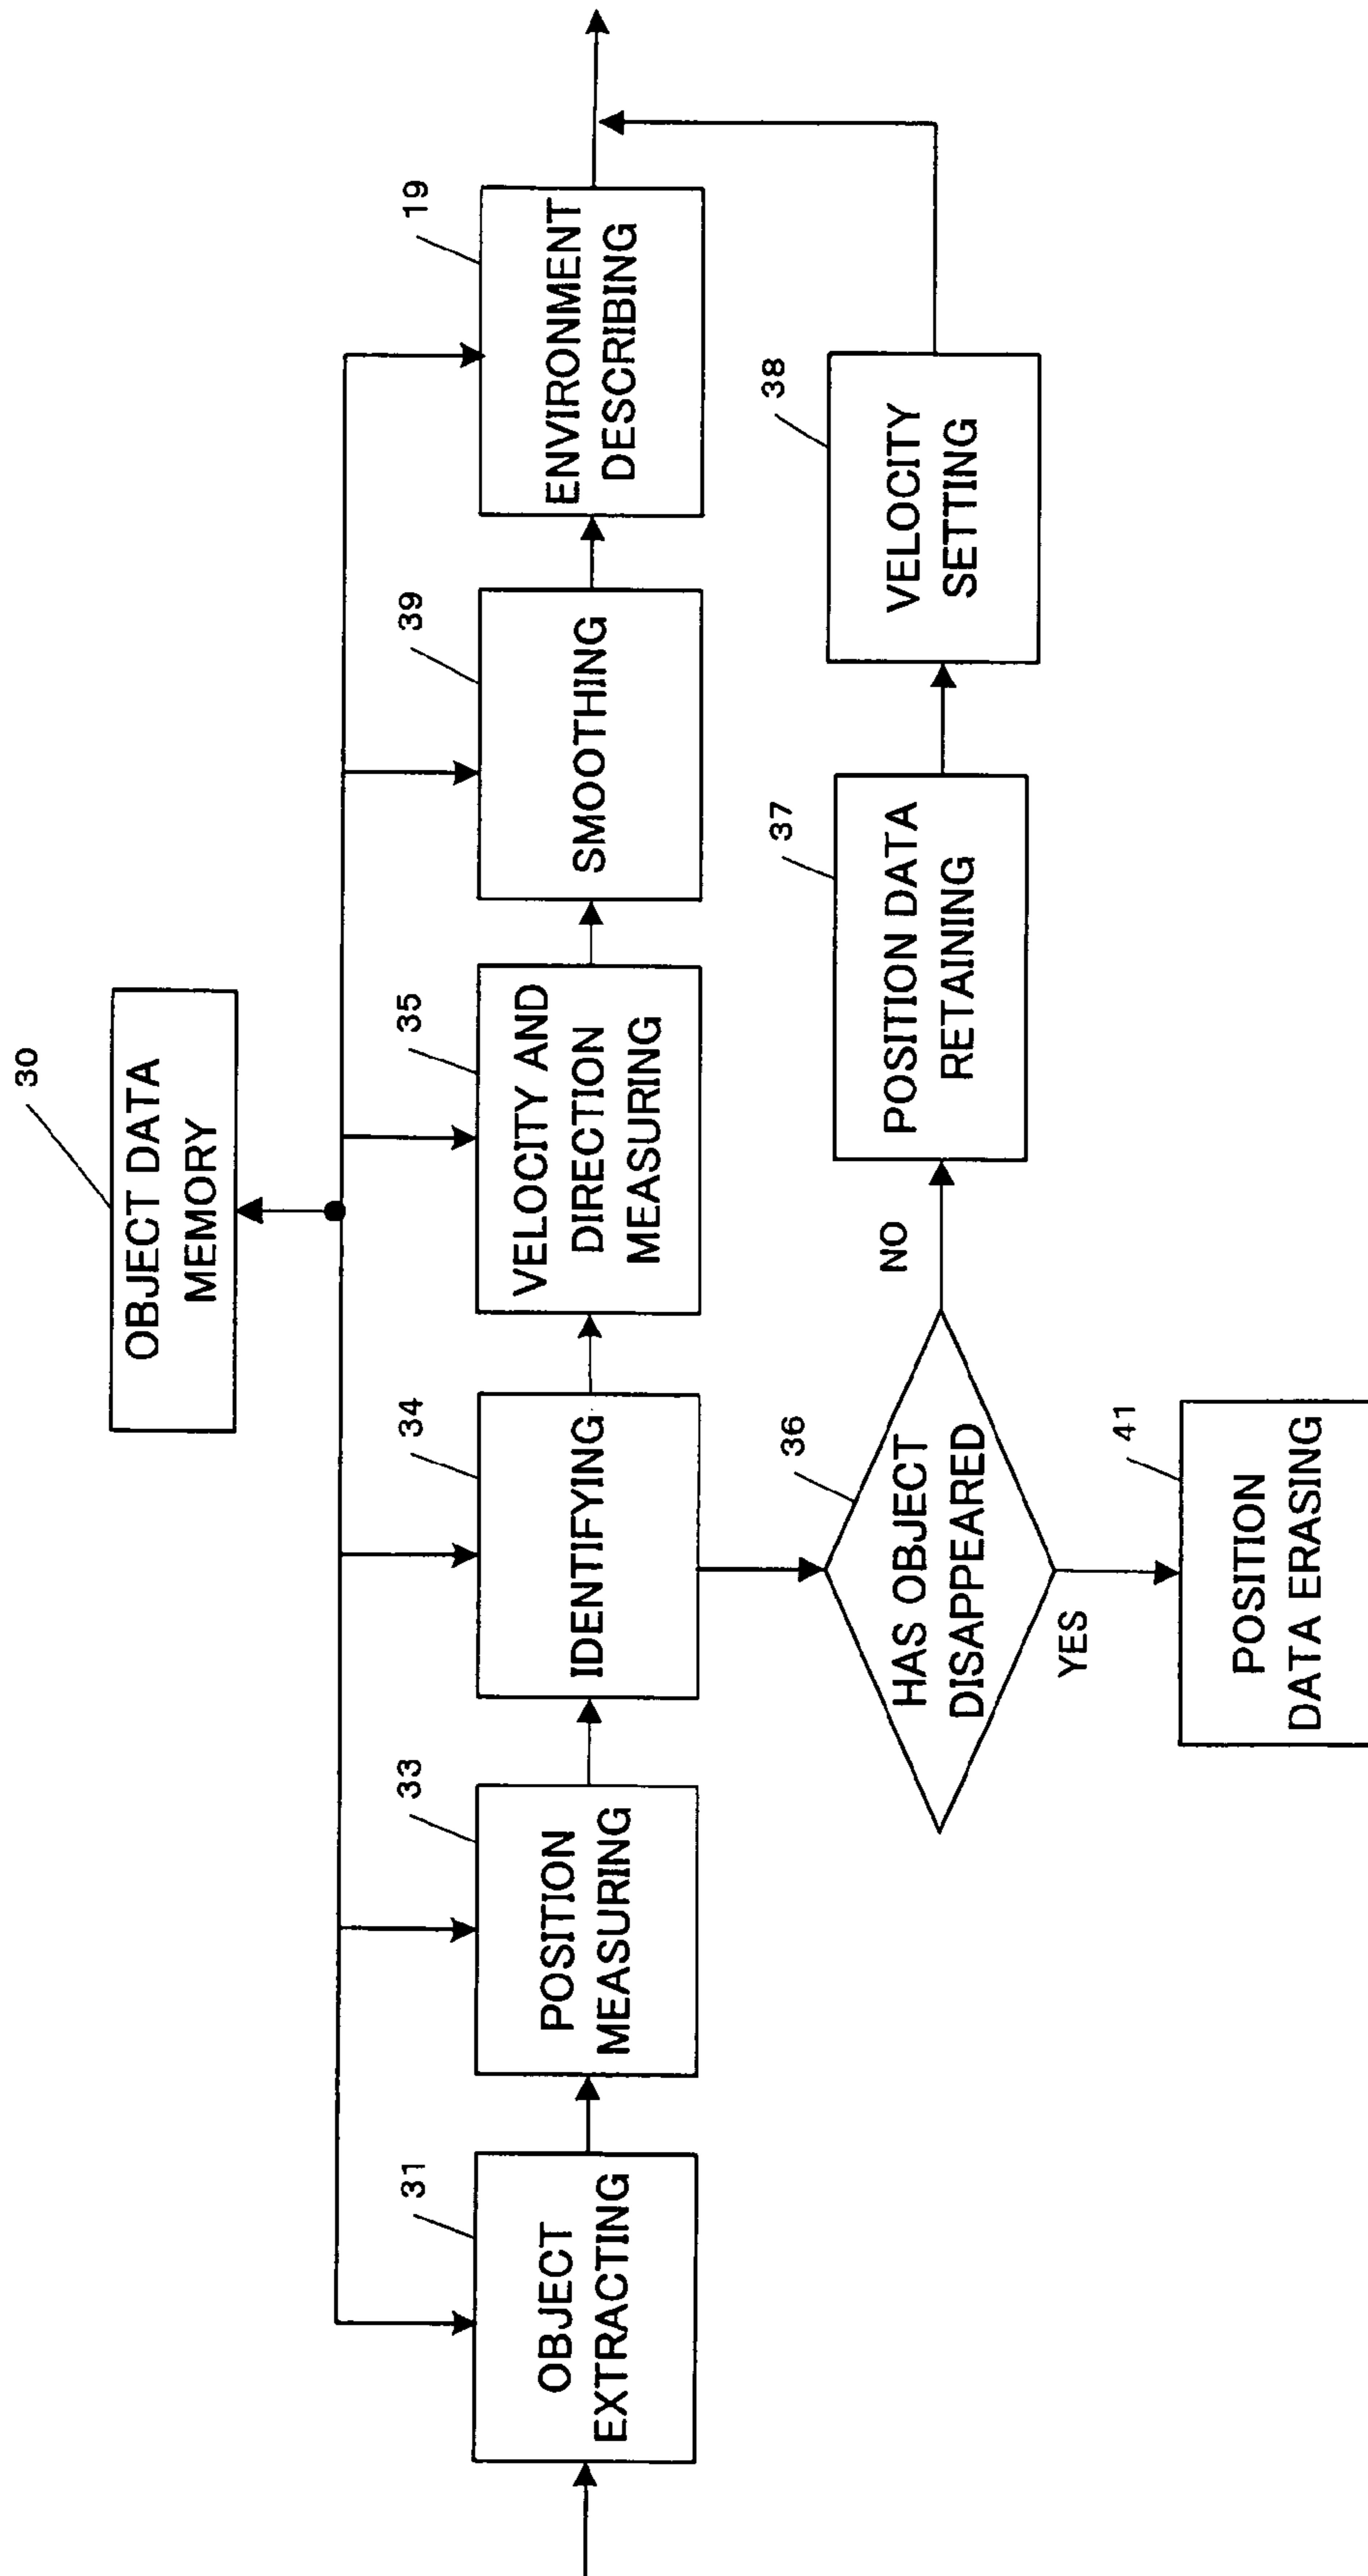 30
OBJECT DATA
MEMORY
31
OBJECT
EXTRACTING
33
POSITION
MEASURING
34
IDENTIFYING
35
VELOCITY AND
DIRECTION
MEASURING
39
SMOOTHING
19
ENVIRONMENT
DESCRIBING
36
HAS OBJECT
DISAPPEARED
NO
YES
37
POSITION DATA
RETAINING
38
VELOCITY
SETTING
41
POSITION
DATA ERASING